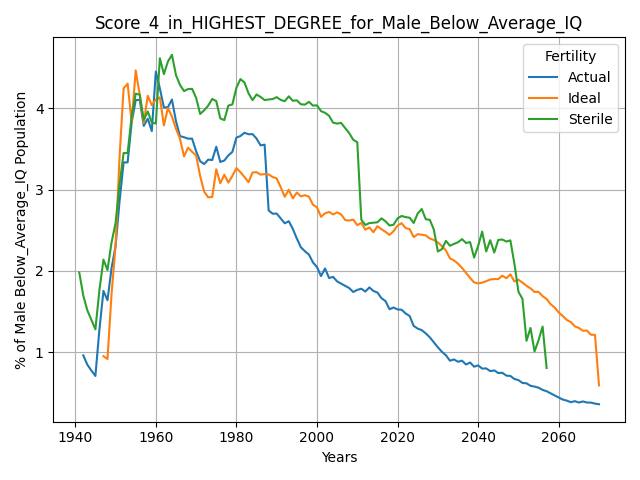 Score_4_in_HIGHEST_DEGREE_for_Male_Below_Average_IQ
% of Male Below_Average_IQ Population
4
3
2
1
Fertility
Actual
Ideal
Sterile
1940 1960 1980 2000 2020 2040 2060
Years